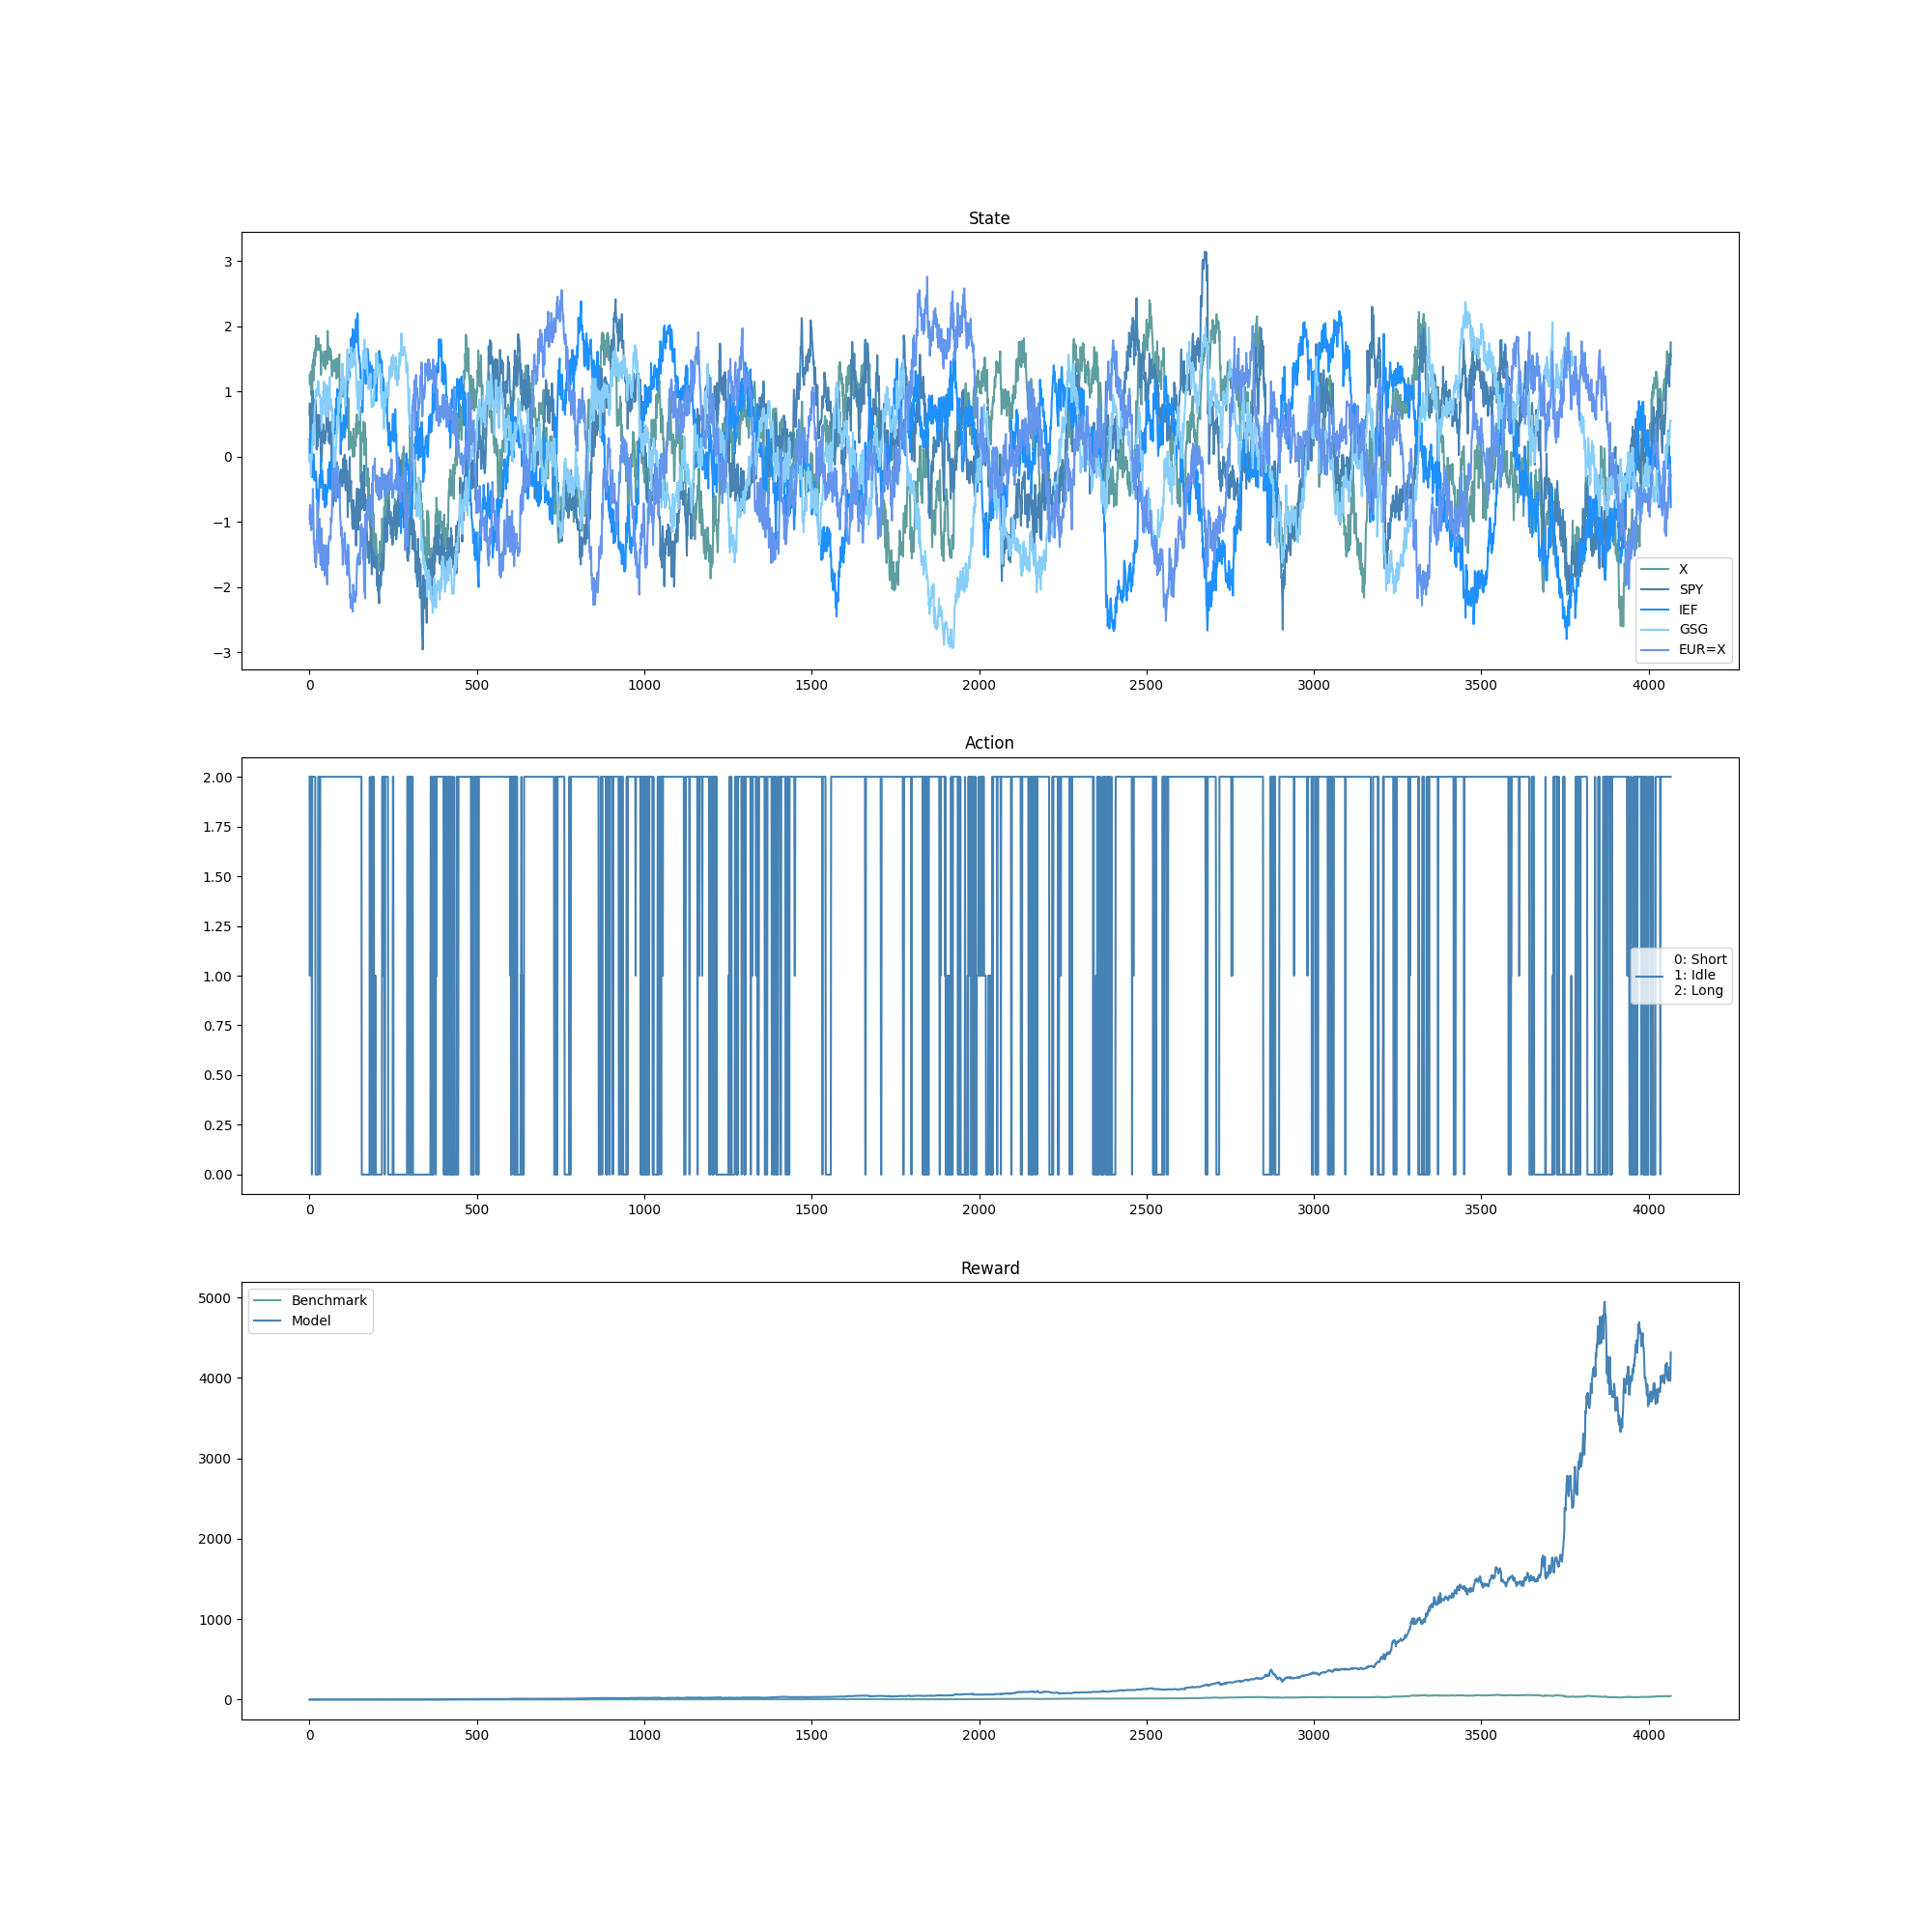 State
3
2
1
0
−1
−2
−3
X
SPY
IEF
GSG
EUR=X
0 500 1000 1500 2000 2500 3000 3500 4000
Action
2.00
1.75
1.50
1.25
1.00
0.75
0.50
0.25
0.00
0: Short
1: Idle
2: Long
0 500 1000 1500 2000 2500 3000 3500 4000
Reward
Benchmark
Model
5000
4000
3000
2000
1000
0
0 500 1000 1500 2000 2500 3000 3500 4000